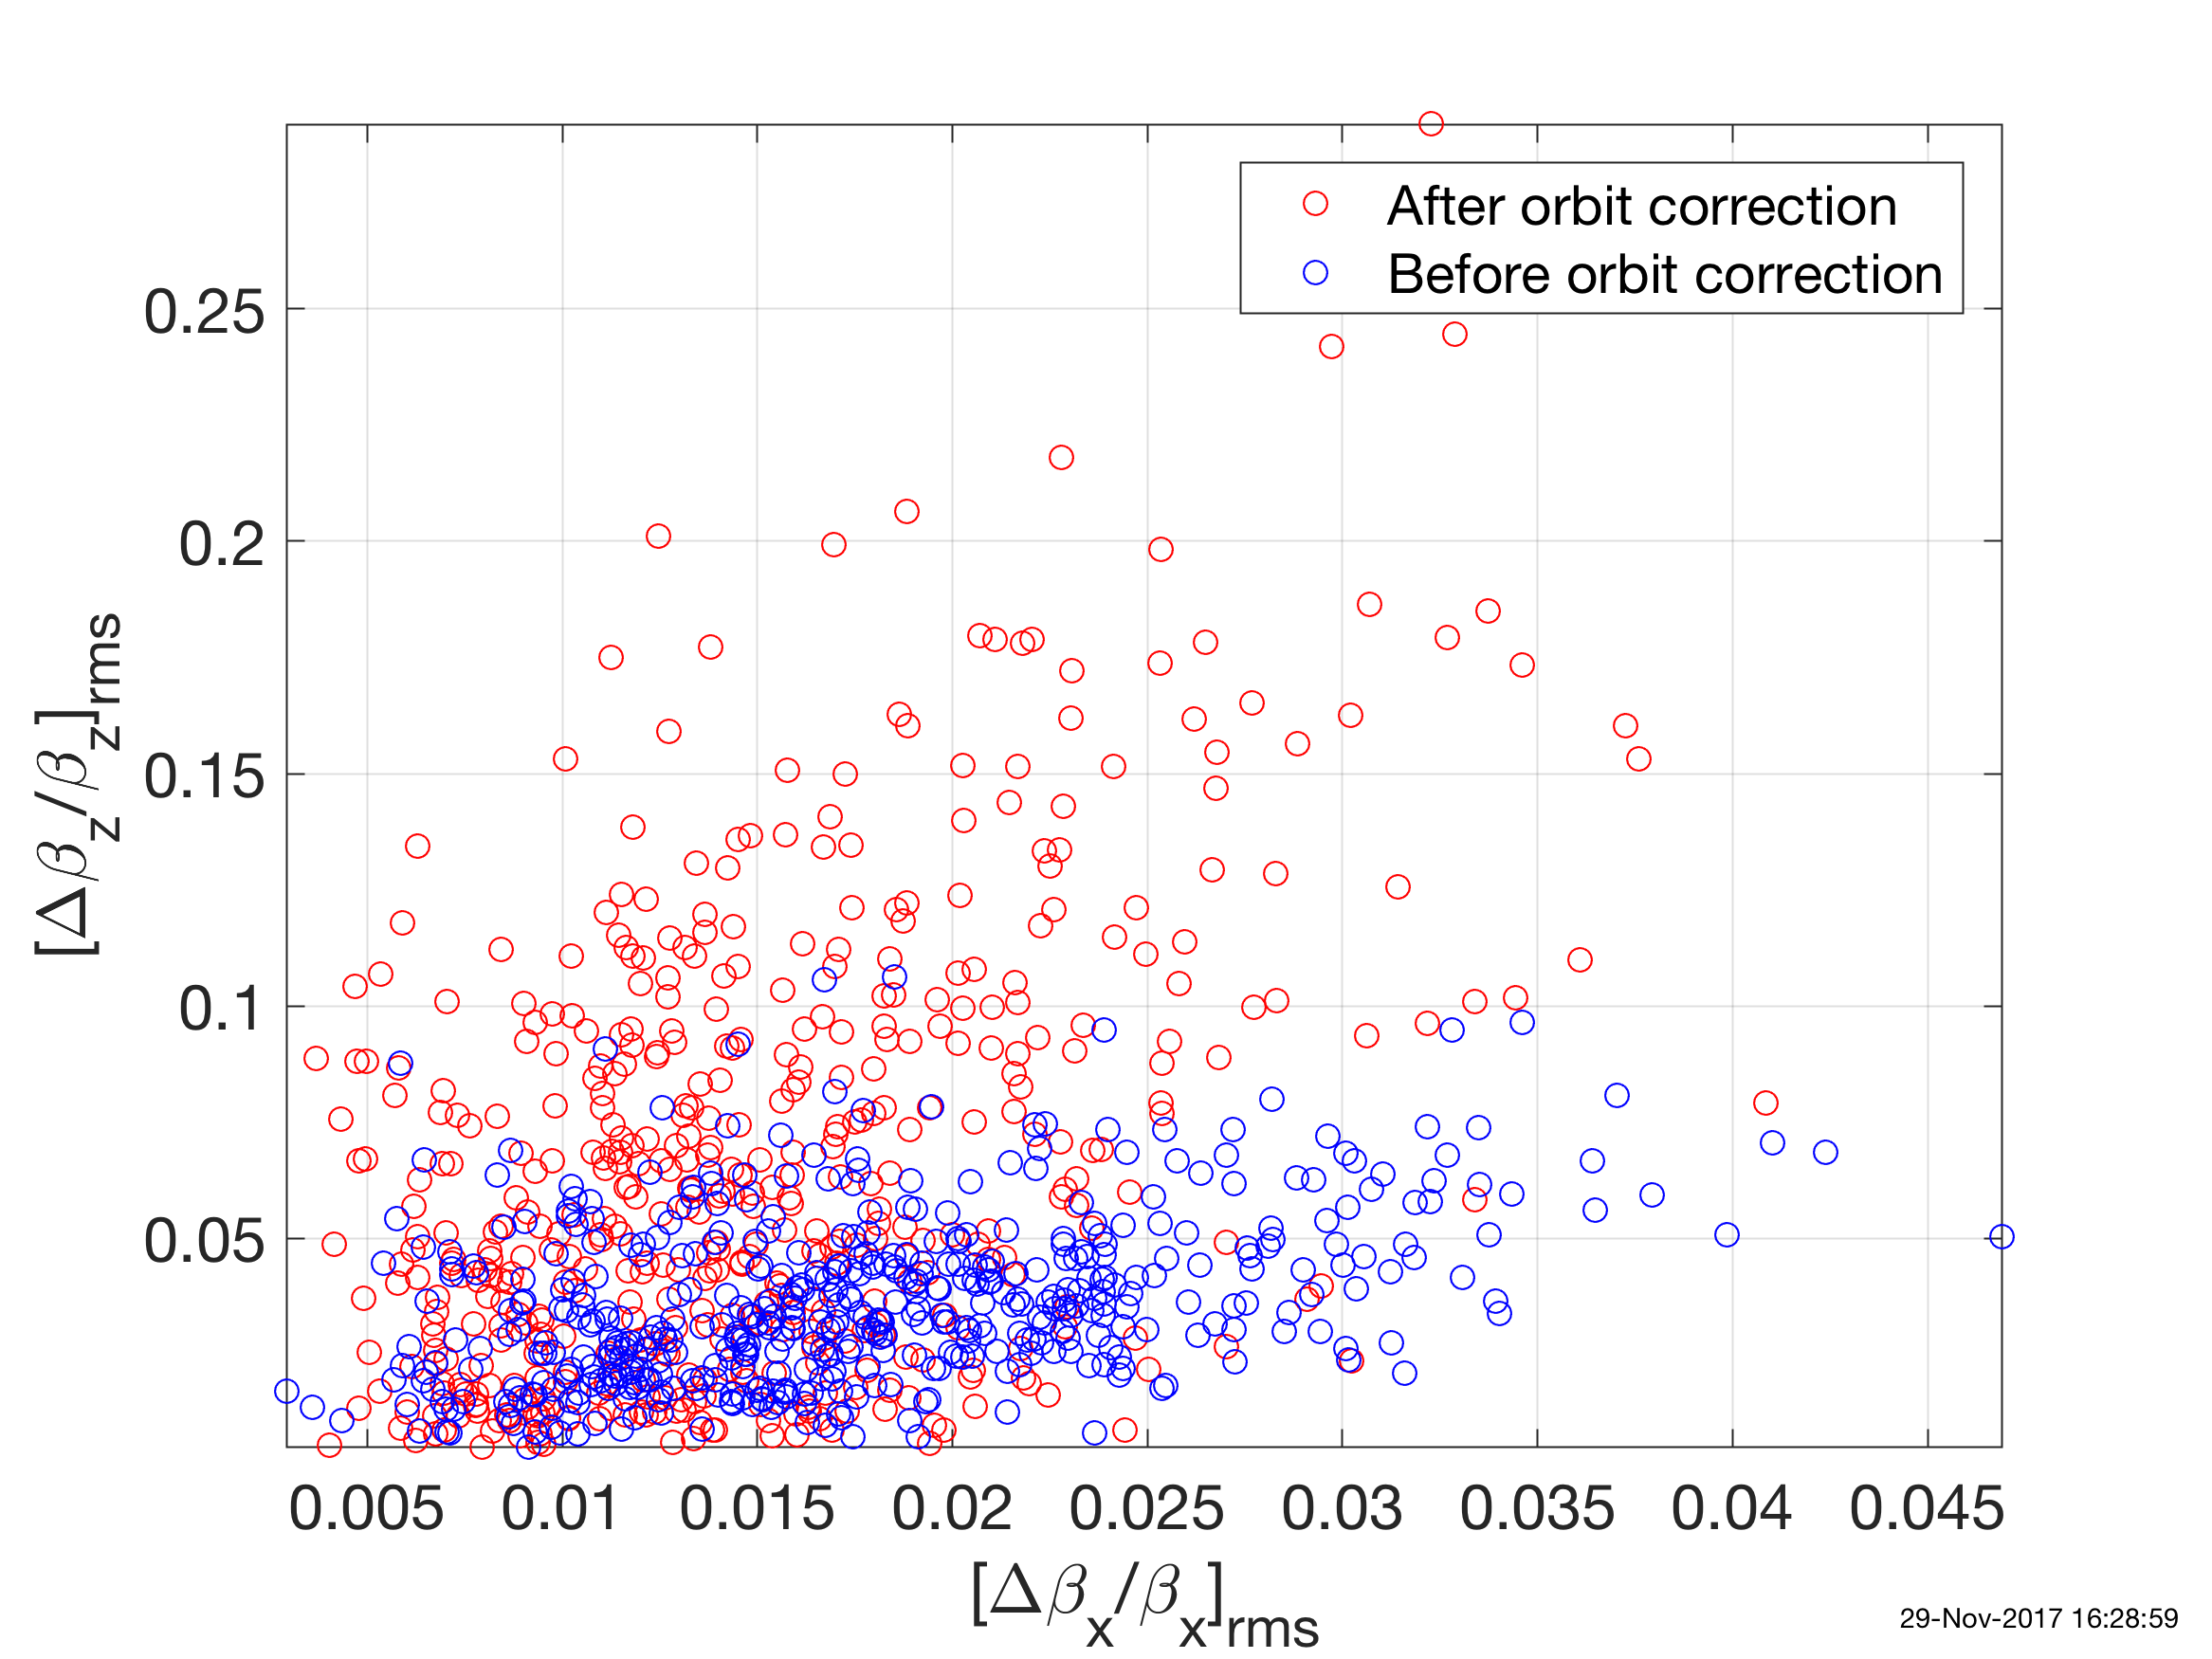 After orbit correction
Before orbit correction
0.25
0.2
0.15
0.1
0.05
[Δβz/βz]rms
0.005 0.01 0.015 0.02 0.025 0.03 0.035 0.04 0.045
[Δβx/βx]rms
29-Nov-2017 16:28:59